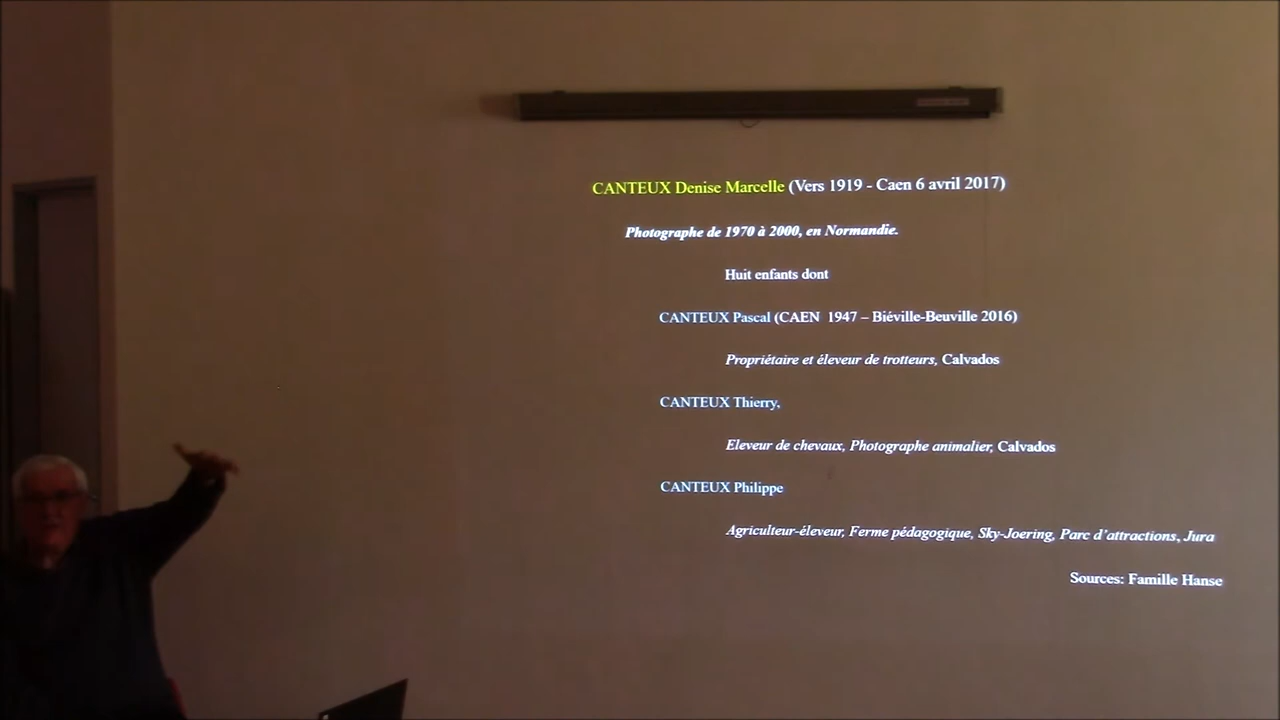 CANTEUX Denise Marcelle (Vers 1919 - Caen 6 avril 2017)
Photographe de 1970 à 2000, en Normandie.
Huit enfants dont
CANTEUX Pascal (CAEN 1947 – Biéville-Beuville 2016)
Propriétaire et éleveur de trotteurs, Calvados
CANTEUX Thierry,
Eleveur de chevaux, Photographe animalier, Calvados
CANTEUX Philippe
Agriculteur-éleveur, Ferme pédagogique, Sky-Joering, Parc d'attractions, Jura
Sources: Famille Hanse